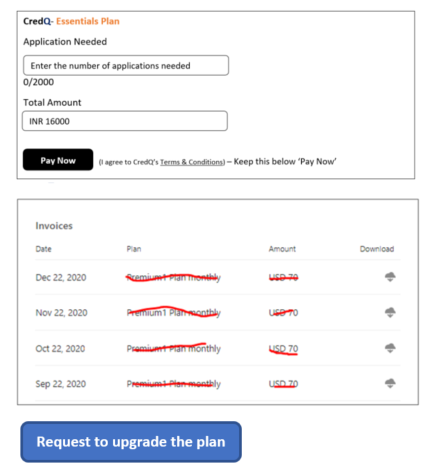 CredQ- Essentials Plan
Application Needed
Enter the number of applications needed
0/2000
Total Amount
INR 16000
Pay Now (I agree to CredQ's Terms & Conditions) – Keep this below 'Pay Now'
Invoices
Date Plan Amount Download
Dec 22, 2020 Premium1 Plan monthly USD 70
Nov 22, 2020 Premium1 Plan monthly USD 70
Oct 22, 2020 Premium1 Plan monthly USD 70
Sep 22, 2020 Premium1 Plan monthly USD 70
Request to upgrade the plan